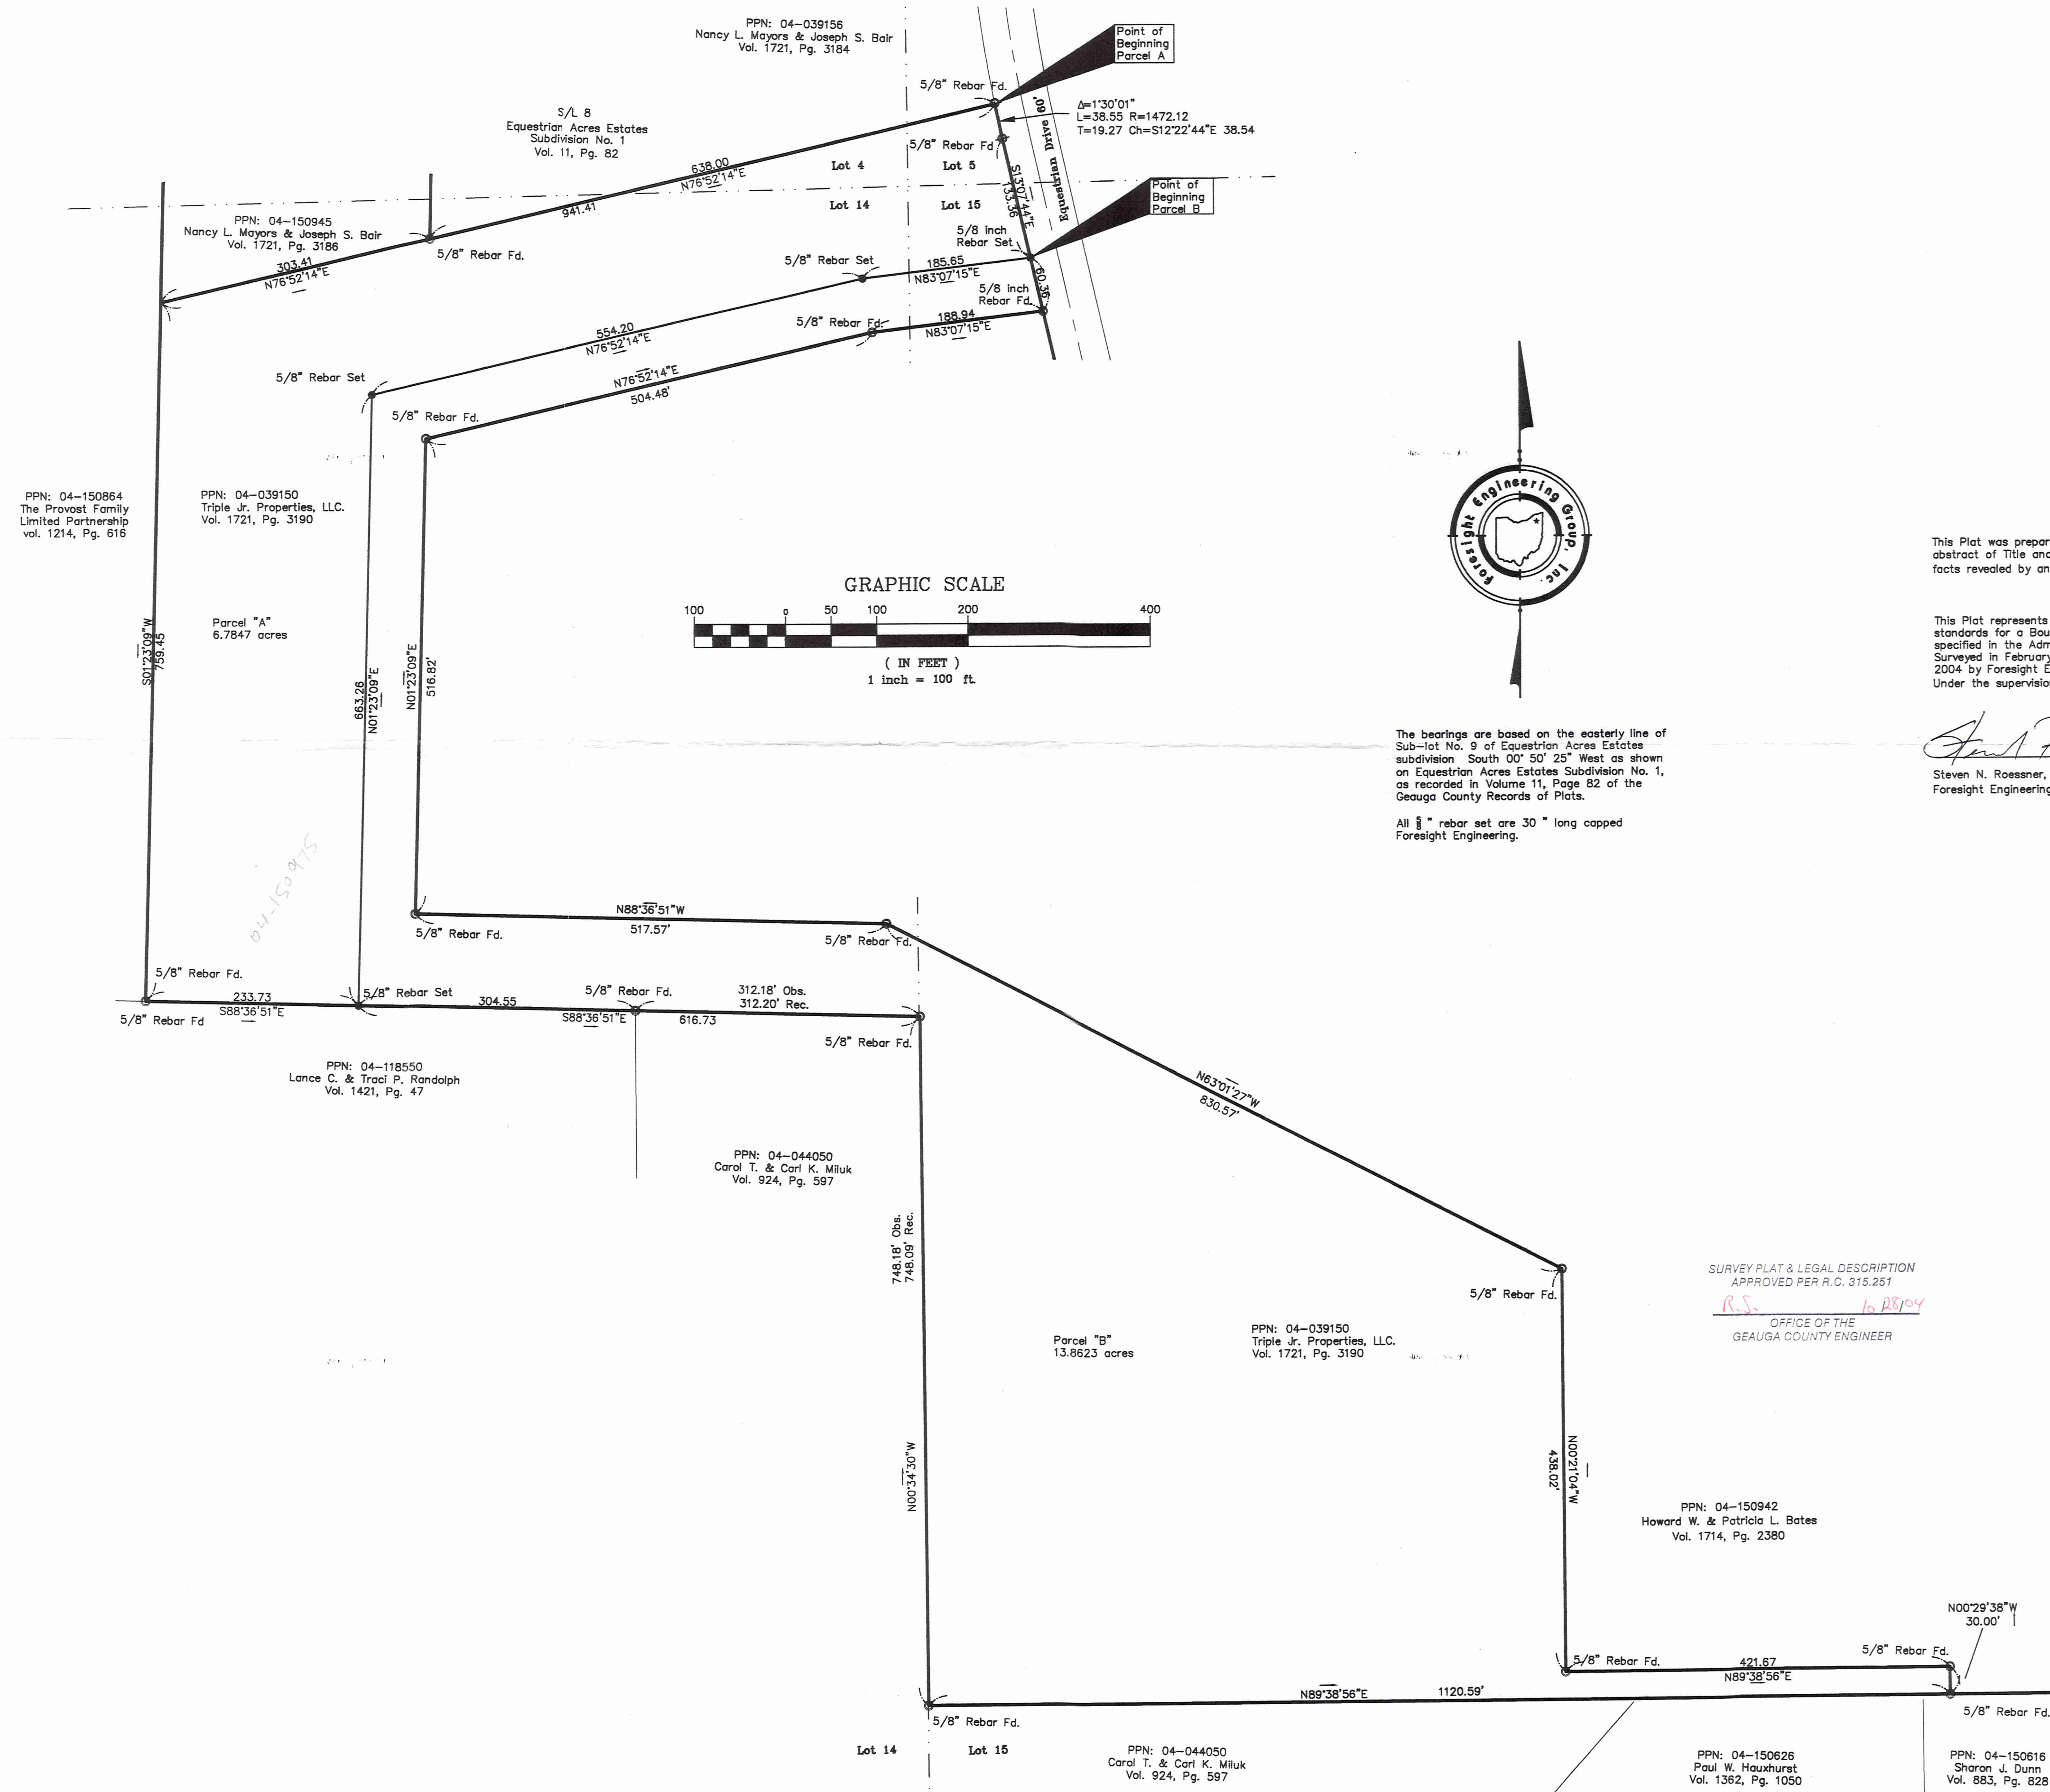 PPN: 04-039156
Nancy L. Mayors & Joseph S. Bair
Vol. 1721, Pg. 3184
Point of
Beginning
Parcel A
5/8" Rebar Fd.
S/L 8
Equestrian Acres Estates
Subdivision No. 1
Vol. 11, Pg. 82
Δ=1°30'01"
L=38.55 R=1472.12
T=19.27 Ch=S12°22'44"E 38.54
Equestrian Drive 60'
5/8" Rebar Fd
638.00
N76°52'14"E
941.41
Lot 4
Lot 5
Lot 14
Lot 15
S13°07'44"E
133.36
Point of
Beginning
Parcel B
PPN: 04-150945
Nancy L. Mayors & Joseph S. Bair
Vol. 1721, Pg. 3186
5/8" Rebar Fd.
303.41
N76°52'14"E
5/8 inch
Rebar Set
5/8" Rebar Set
185.65
N83°07'15"E
60.36
5/8 inch
Rebar Fd.
5/8" Rebar Fd.
188.94
N83°07'15"E
554.20
N76°52'14"E
5/8" Rebar Set
N76°52'14"E
504.48'
5/8" Rebar Fd.
PPN: 04-150864
The Provost Family
Limited Partnership
vol. 1214, Pg. 616
PPN: 04-039150
Triple Jr. Properties, LLC.
Vol. 1721, Pg. 3190
Parcel "A"
6.7847 acres
S01°23'09"W
759.45
663.26
N01°23'09"E
N01°23'09"E
516.82'
GRAPHIC SCALE
100 0 50 100 200 400
( IN FEET )
1 inch = 100 ft.
Foresight Engineering Group, Inc.
The bearings are based on the easterly line of
Sub-lot No. 9 of Equestrian Acres Estates
subdivision South 00° 50' 25" West as shown
on Equestrian Acres Estates Subdivision No. 1,
as recorded in Volume 11, Page 82 of the
Geauga County Records of Plats.
All 5/8 " rebar set are 30 " long capped
Foresight Engineering.
This Plat was prepar
abstract of Title and
facts revealed by an
This Plat represents
standards for a Bou
specified in the Adm
Surveyed in February
2004 by Foresight E
Under the supervisio
Steven N. Roessner,
Foresight Engineering
04-150975
N88°36'51"W
517.57'
5/8" Rebar Fd.
5/8" Rebar Fd.
5/8" Rebar Fd.
5/8" Rebar Fd
233.73
S88°36'51"E
5/8" Rebar Set
304.55
5/8" Rebar Fd.
S88°36'51"E
616.73
312.18' Obs.
312.20' Rec.
5/8" Rebar Fd.
PPN: 04-118550
Lance C. & Traci P. Randolph
Vol. 1421, Pg. 47
PPN: 04-044050
Carol T. & Carl K. Miluk
Vol. 924, Pg. 597
N63°01'27"W
830.57'
748.18' Obs.
748.09' Rec.
N00°34'30"W
5/8" Rebar Fd.
Parcel "B"
13.8623 acres
PPN: 04-039150
Triple Jr. Properties, LLC.
Vol. 1721, Pg. 3190
SURVEY PLAT & LEGAL DESCRIPTION
APPROVED PER R.C. 315.251
R.S. 10/28/04
OFFICE OF THE
GEAUGA COUNTY ENGINEER
N00°21'04"W
438.02'
PPN: 04-150942
Howard W. & Patricia L. Bates
Vol. 1714, Pg. 2380
N00°29'38"W
30.00'
5/8" Rebar Fd.
5/8" Rebar Fd.
421.67
N89°38'56"E
N89°38'56"E
1120.59'
5/8" Rebar Fd.
5/8" Rebar Fd.
Lot 14
Lot 15
PPN: 04-044050
Carol T. & Carl K. Miluk
Vol. 924, Pg. 597
PPN: 04-150626
Paul W. Hauxhurst
Vol. 1362, Pg. 1050
PPN: 04-150616
Sharon J. Dunn
Vol. 883, Pg. 828